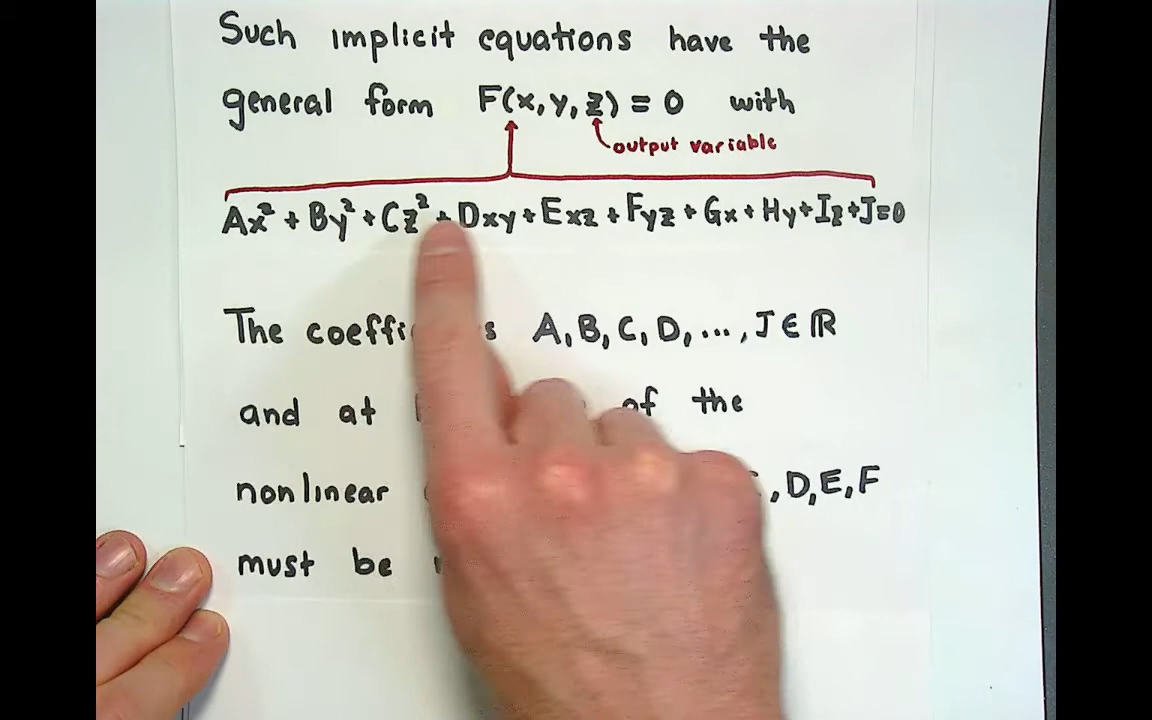 Such implicit equations have the
general form F(x, y, z) = 0 with
output variable
Ax² + By² + Cz² + Dxy + Exz + Fyz + Gx + Hy + Iz + J = 0
The A, B, C, D, ..., J ∈ ℝ
and at of the
nonlinear , D, E, F
must be